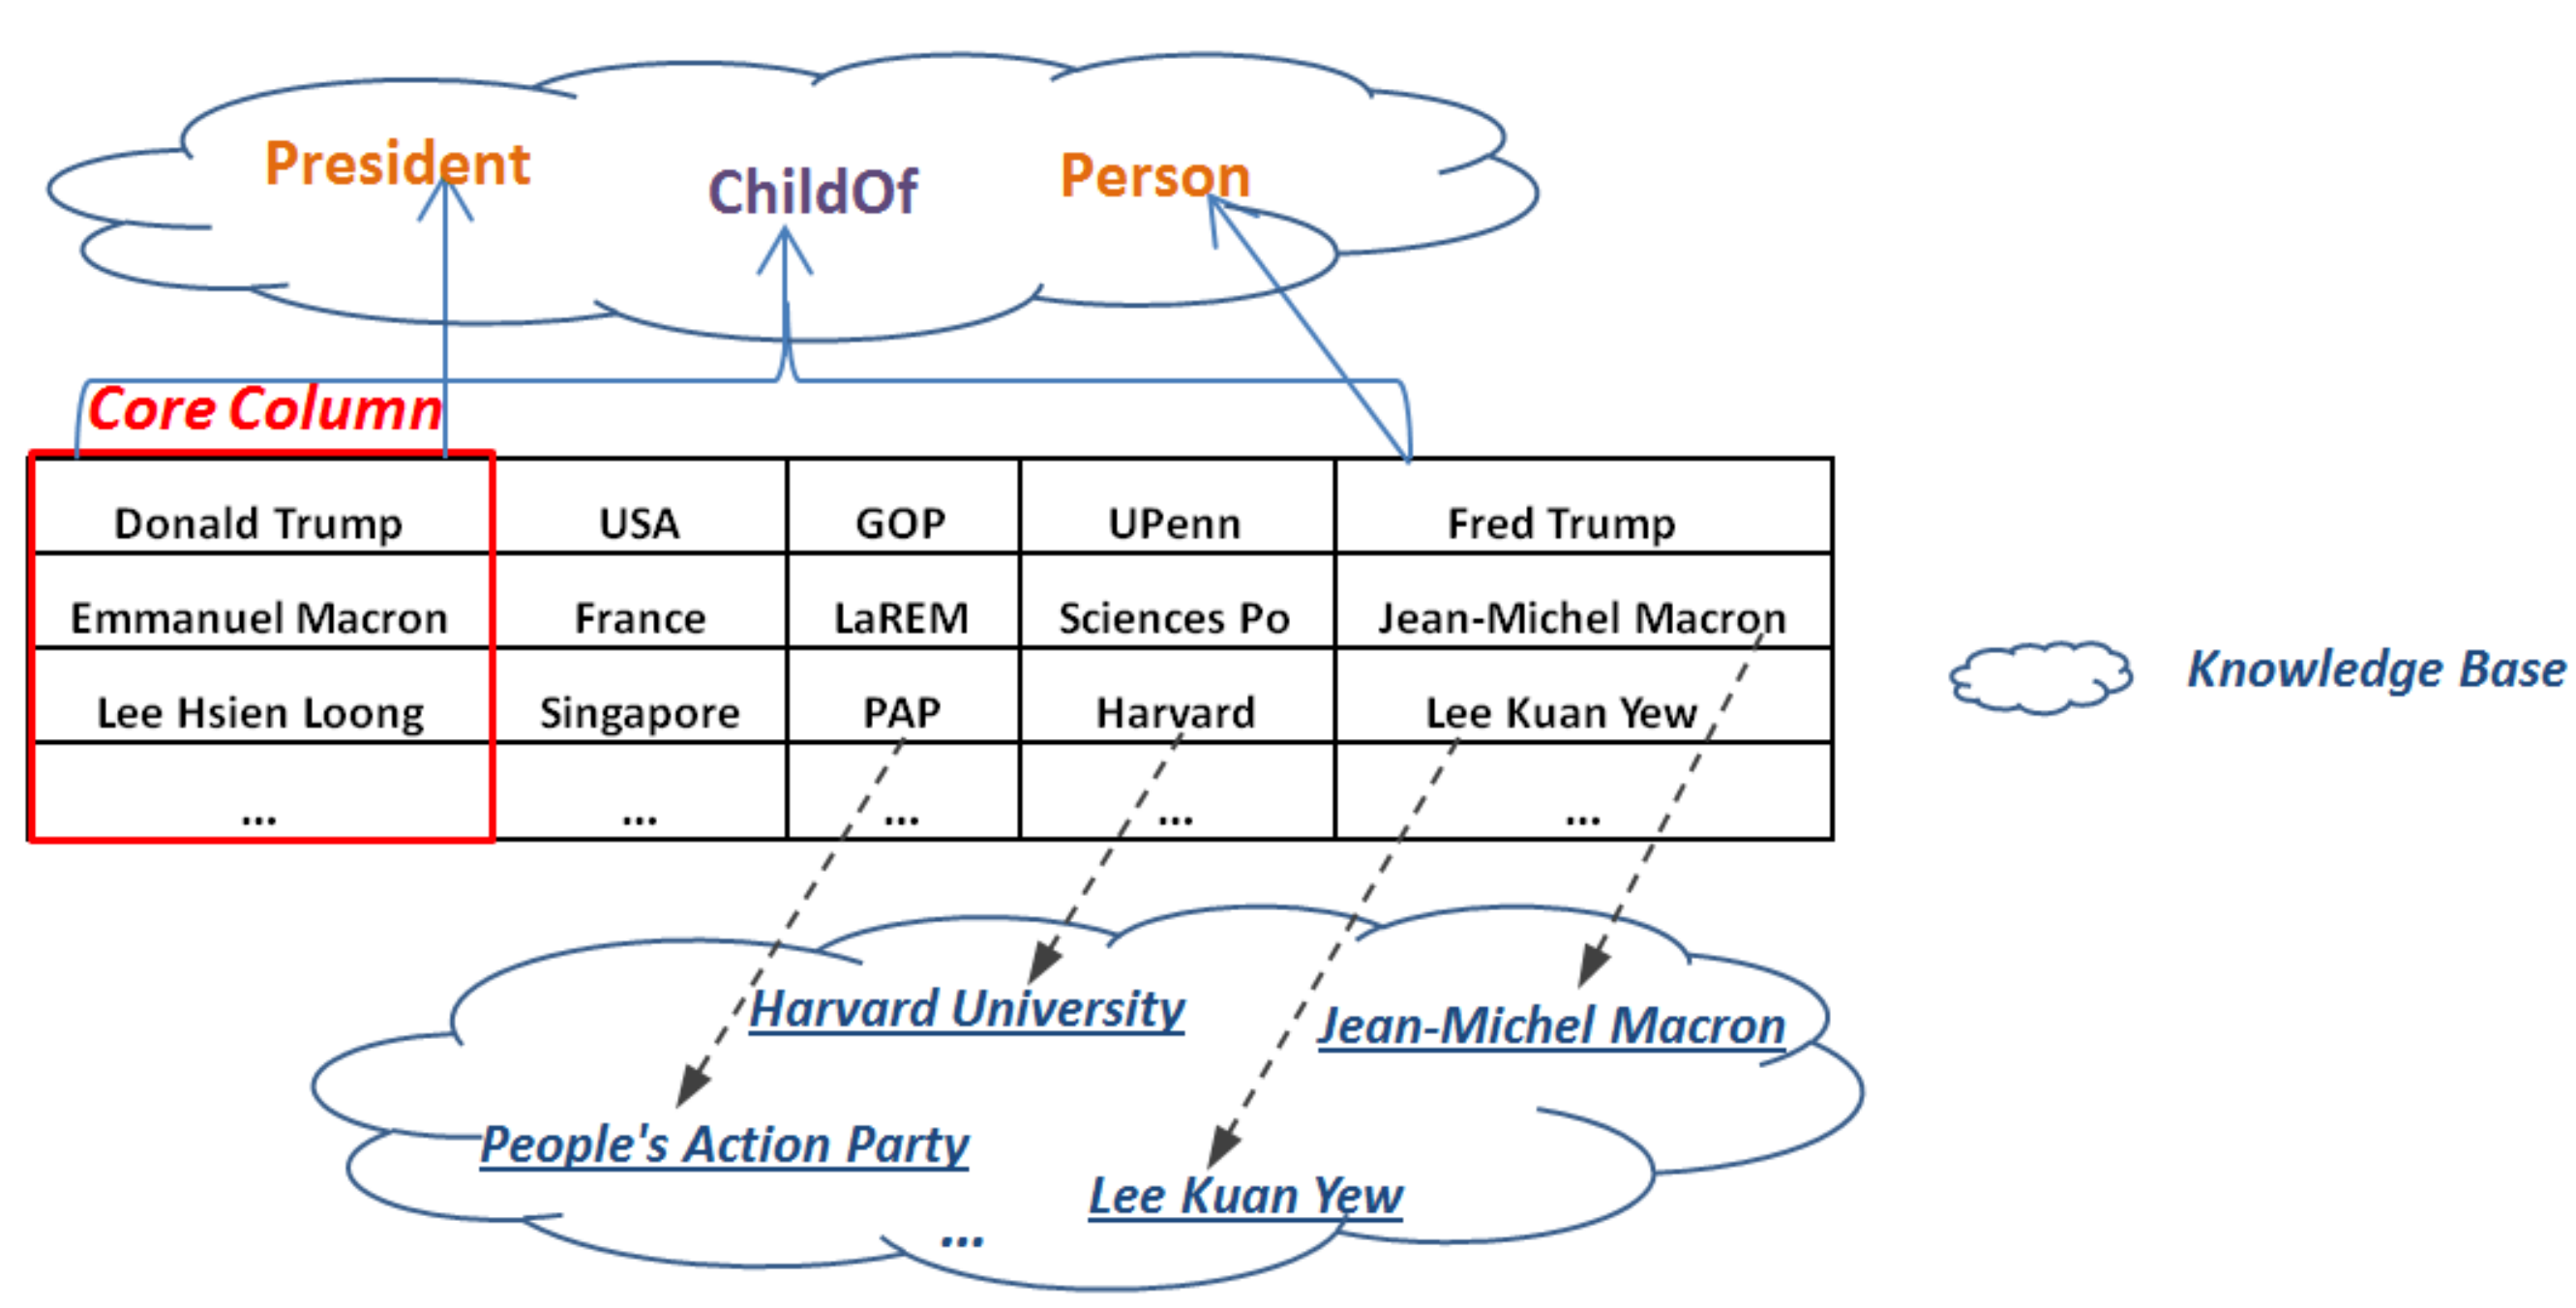 President ChildOf Person
Core Column
Donald Trump USA GOP UPenn Fred Trump
Emmanuel Macron France LaREM Sciences Po Jean-Michel Macron
Lee Hsien Loong Singapore PAP Harvard Lee Kuan Yew
... ... ... ... ...
Knowledge Base
Harvard University Jean-Michel Macron
People's Action Party
Lee Kuan Yew
...